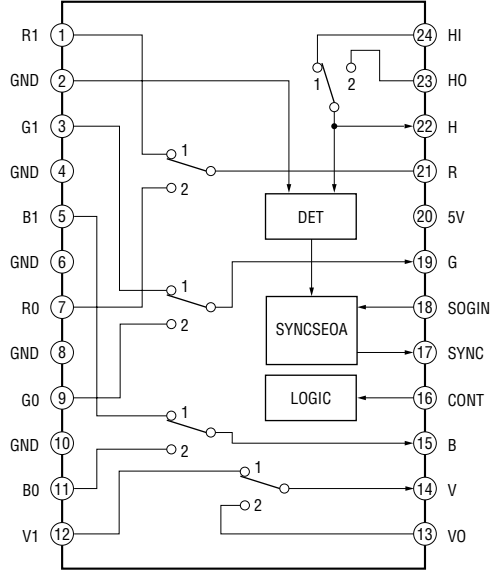 R1 1 24 HI
1 2
GND 2 23 HO
G1 3 22 H
1
GND 4 21 R
2
B1 5 DET 20 5V
GND 6 19 G
1
R0 7 18 SOGIN
2 SYNCSEOA
GND 8 17 SYNC
G0 9 LOGIC 16 CONT
1
GND 10 15 B
2
1
B0 11 14 V
2
V1 12 13 VO